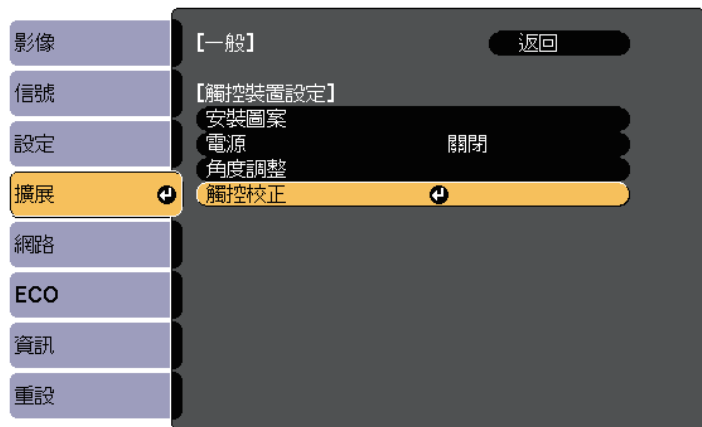 影像
信號
設定
擴展
網路
ECO
資訊
重設
[一般] 返回
[觸控裝置設定]
安裝圖案
電源 關閉
角度調整
觸控校正